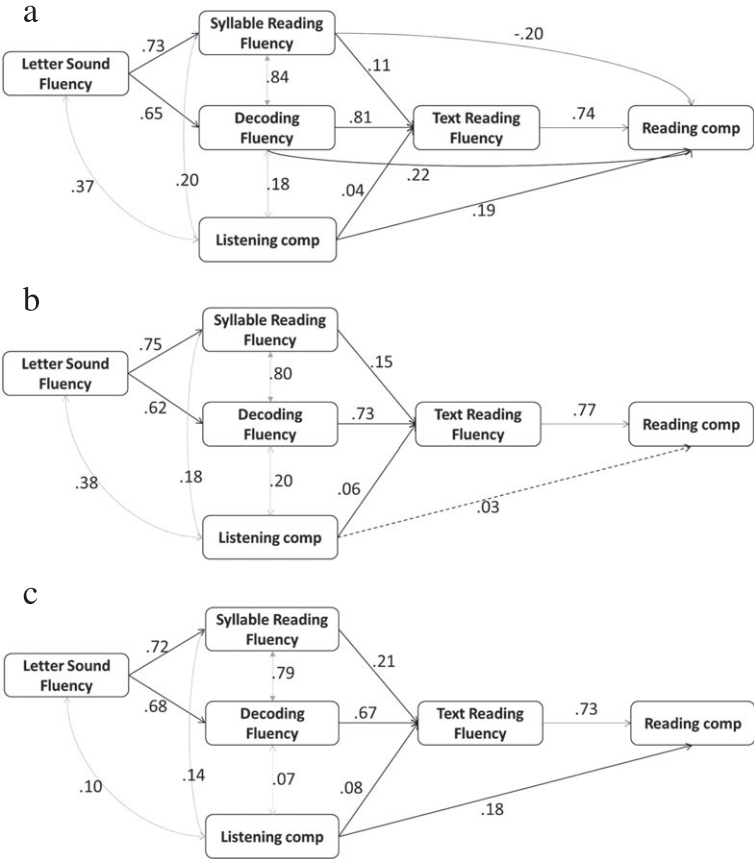 a
Syllable Reading
Fluency
-.20
.73
.11
Letter Sound
Fluency
.84
.65
Decoding
Fluency
.81
Text Reading
Fluency
.74
Reading comp
.37
.20
.18
.04
.22
.19
Listening comp
b
Syllable Reading
Fluency
.75
.15
Letter Sound
Fluency
.80
.62
Decoding
Fluency
.73
Text Reading
Fluency
.77
Reading comp
.38
.18
.20
.06
.03
Listening comp
c
Syllable Reading
Fluency
.72
.21
Letter Sound
Fluency
.79
.68
Decoding
Fluency
.67
Text Reading
Fluency
.73
Reading comp
.10
.14
.07
.08
.18
Listening comp